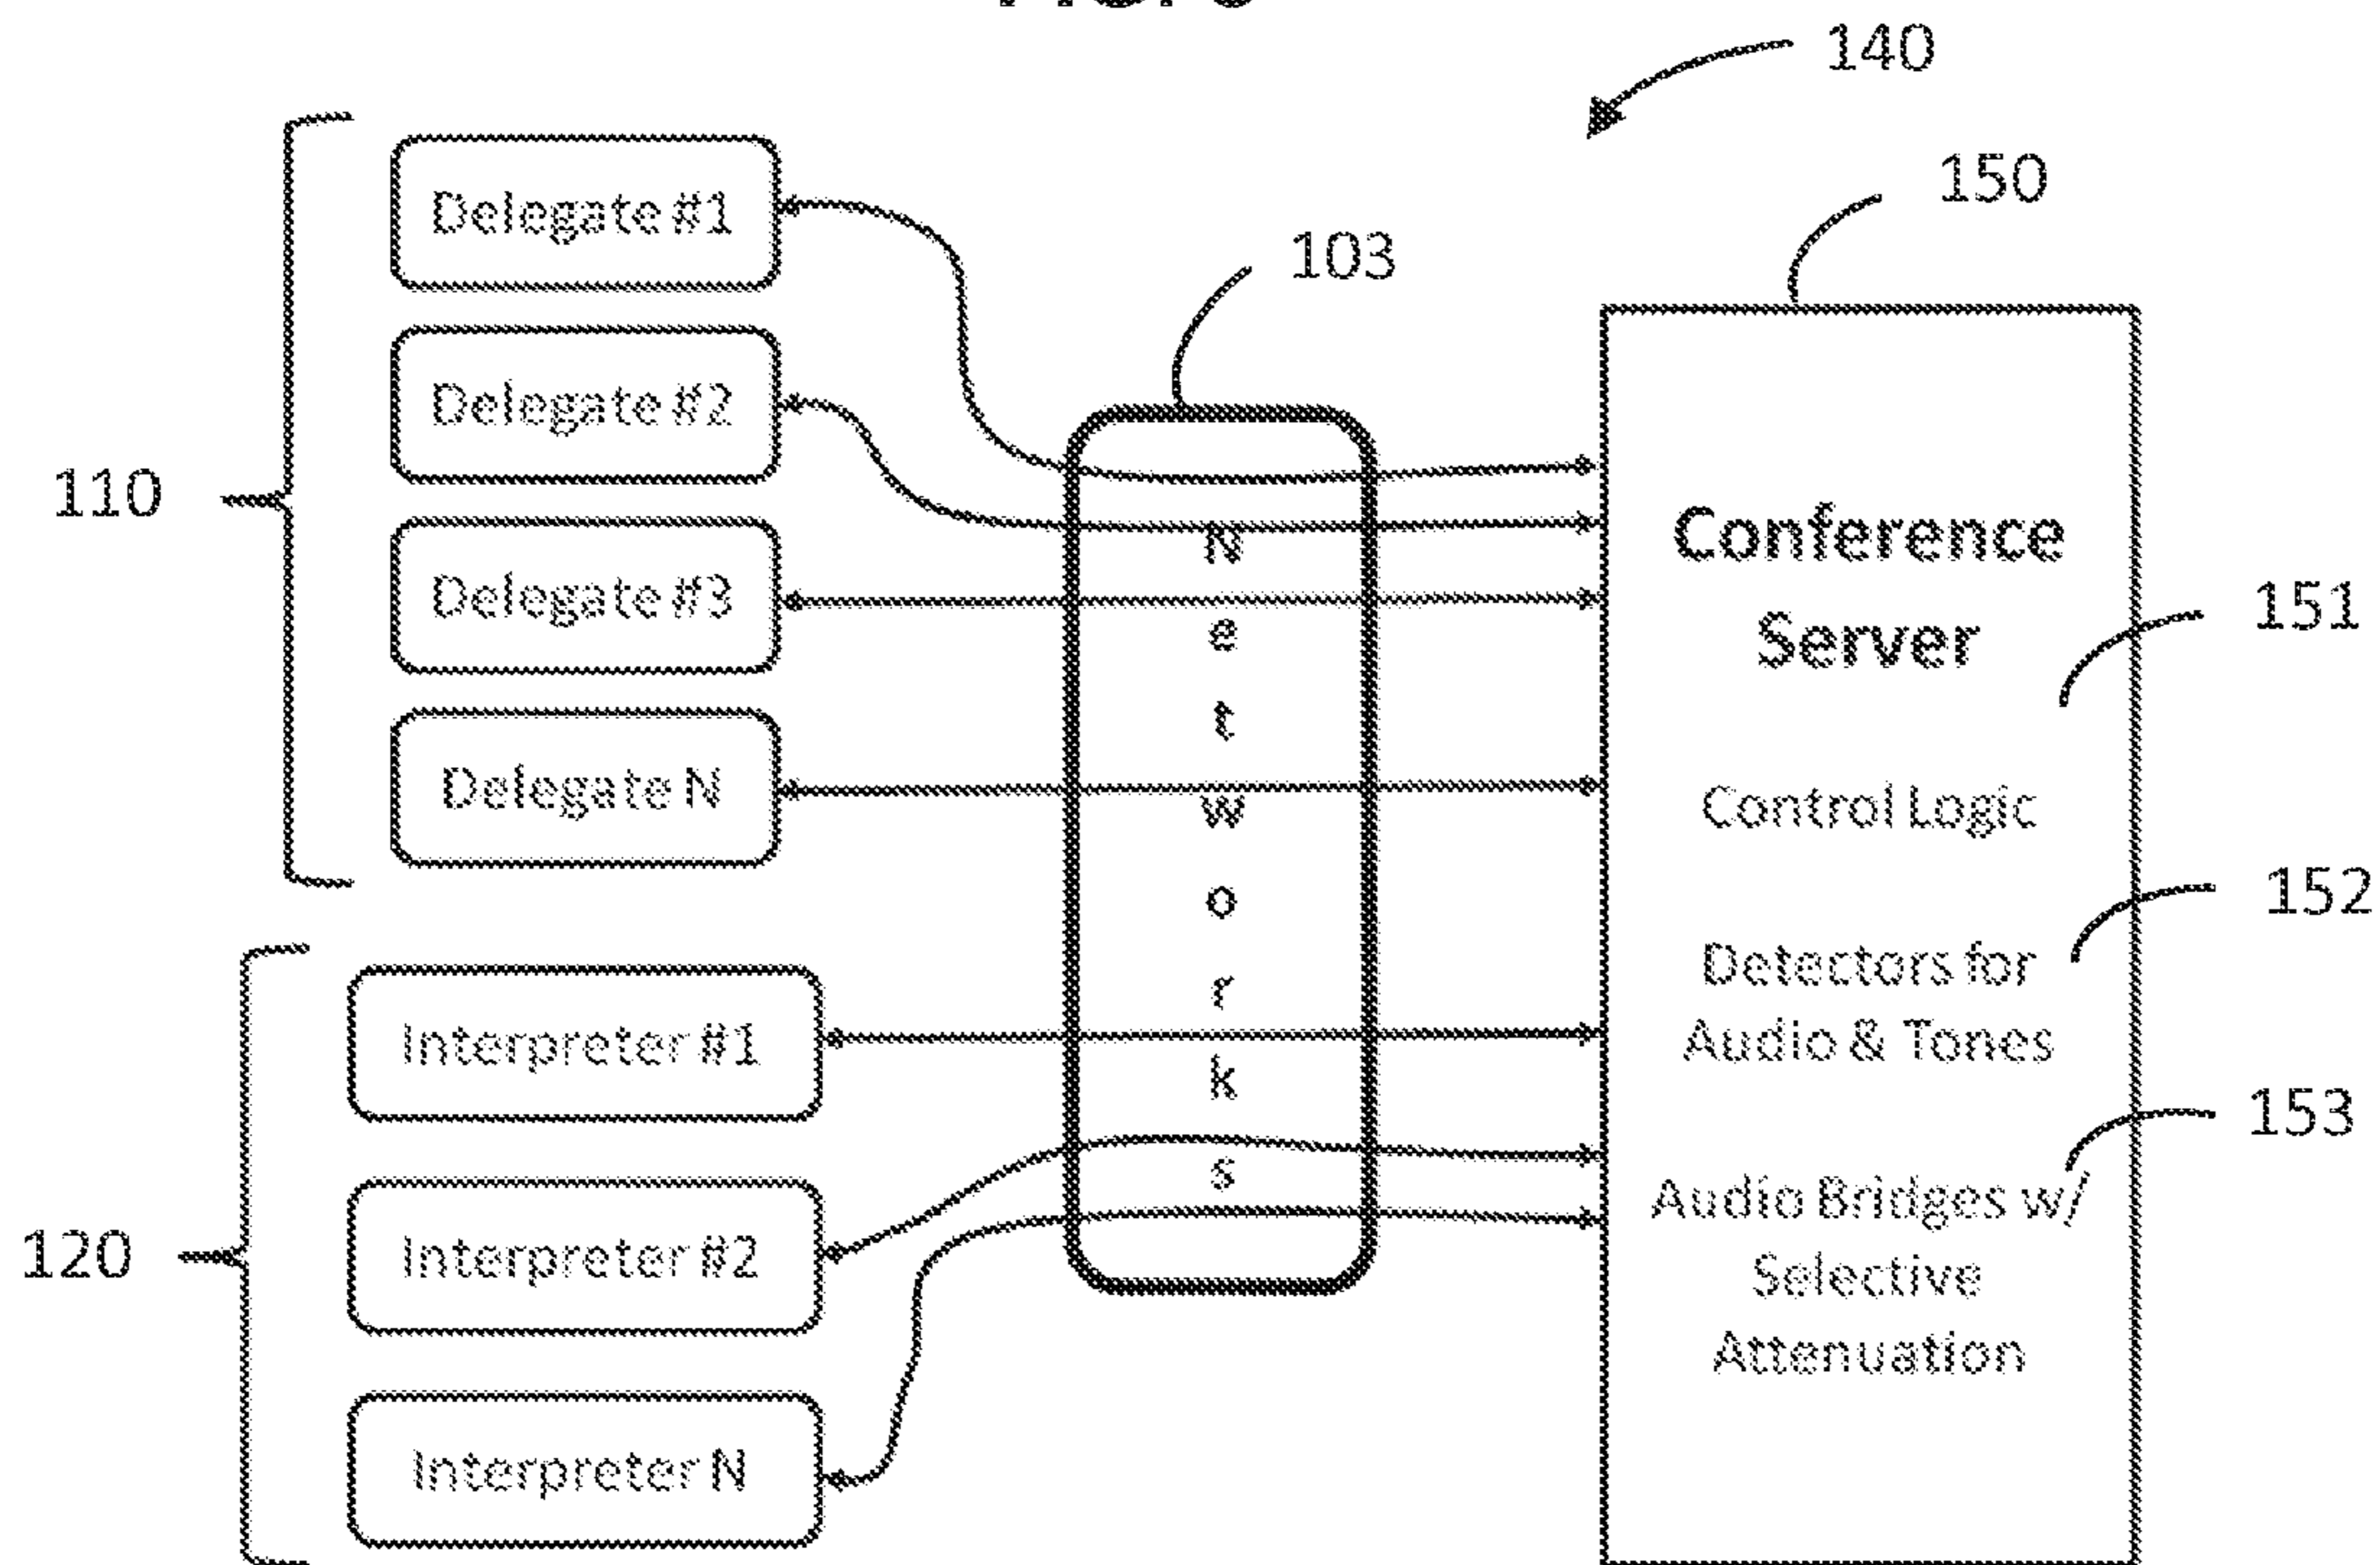 140
150
103
110
Delegate #1
Delegate #2
Delegate #3
Delegate N
120
Interpreter #1
Interpreter #2
Interpreter N
Networks
Conference
Server
151
Control Logic
152
Detectors for
Audio & Tones
153
Audio Bridges w/
Selective
Attenuation